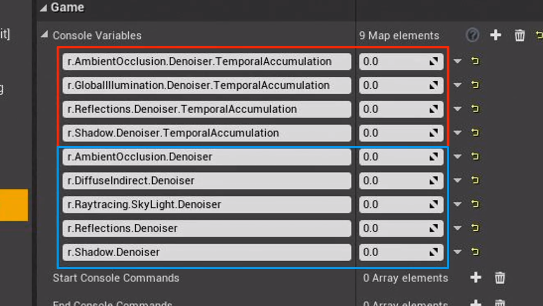 Game
it]
Console Variables 9 Map elements
r.AmbientOcclusion.Denoiser.TemporalAccumulation 0.0
r.GlobalIllumination.Denoiser.TemporalAccumulation 0.0
r.Reflections.Denoiser.TemporalAccumulation 0.0
r.Shadow.Denoiser.TemporalAccumulation 0.0
r.AmbientOcclusion.Denoiser 0.0
r.DiffuseIndirect.Denoiser 0.0
r.Raytracing.SkyLight.Denoiser 0.0
r.Reflections.Denoiser 0.0
r.Shadow.Denoiser 0.0
Start Console Commands 0 Array elements
End Console Commands 0 Array elements